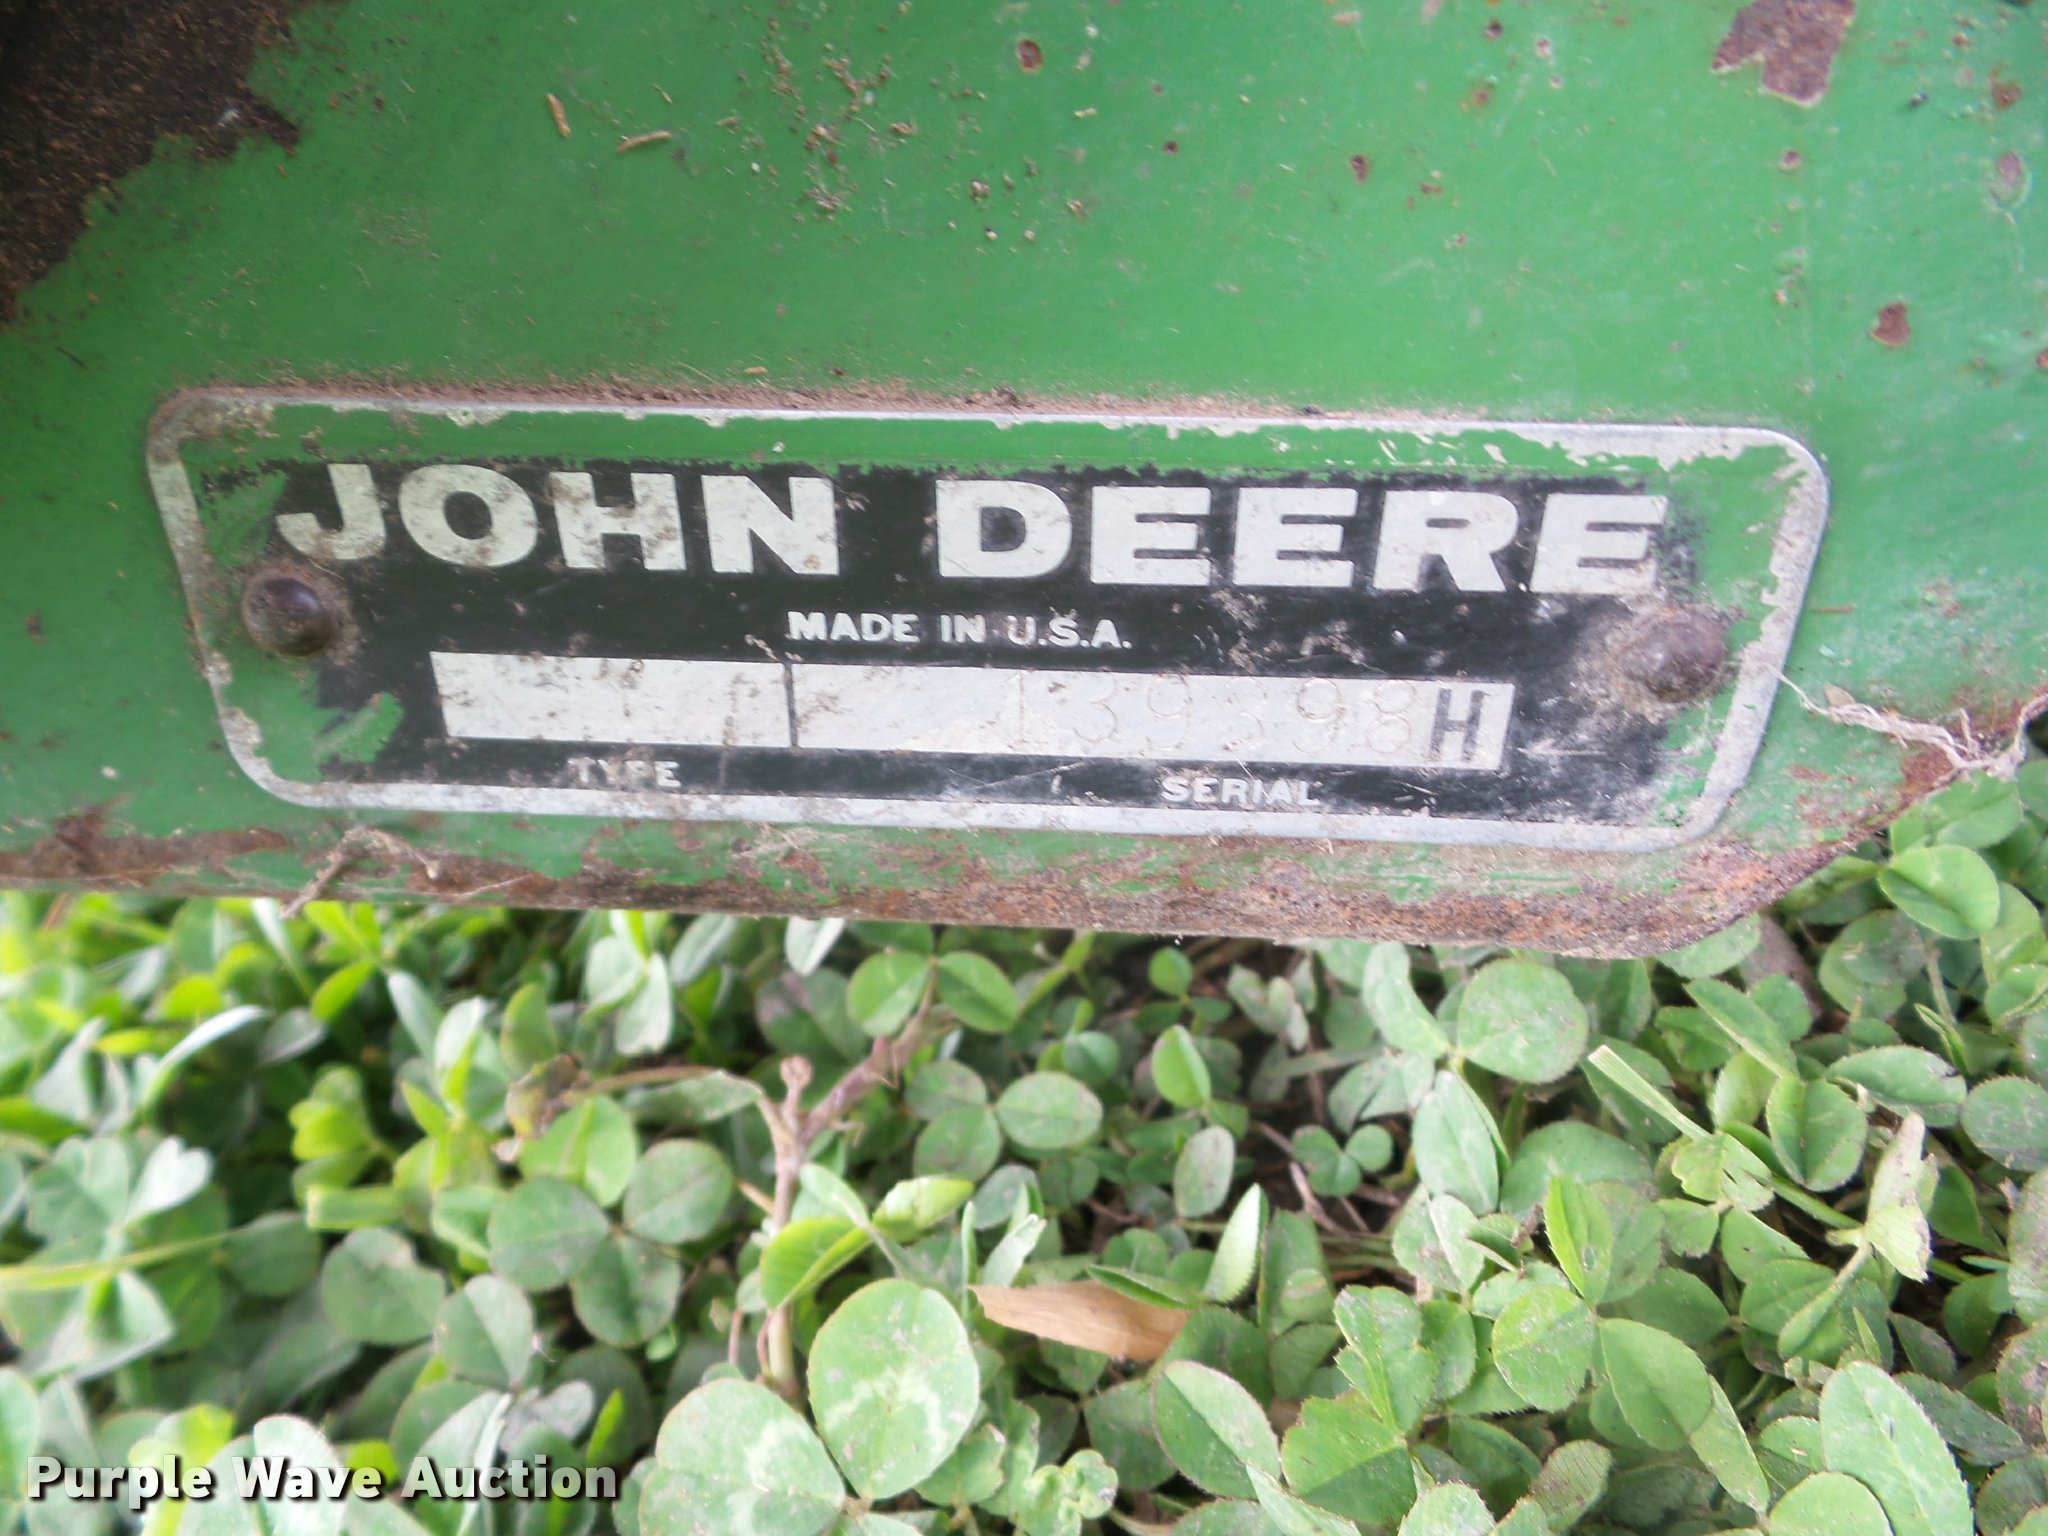 JOHN DEERE
MADE IN U.S.A.
139398H
TYPE SERIAL
Purple Wave Auction